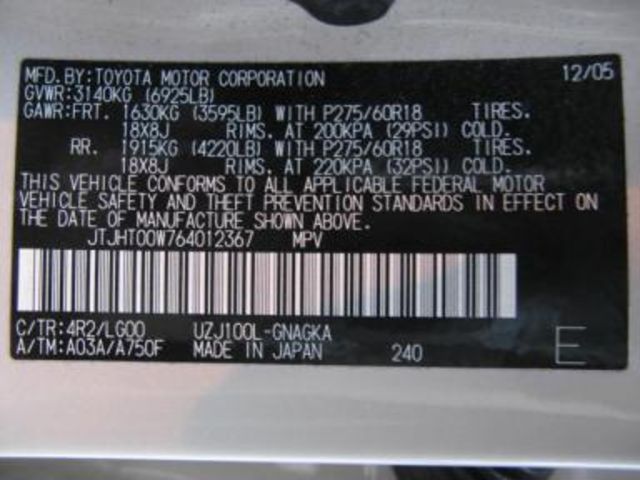 MFD.BY:TOYOTA MOTOR CORPORATION 12/05
GVWR:3140KG (6925LB)
GAWR:FRT. 1630KG (3595LB) WITH P275/60R18 TIRES.
18X8J RIMS. AT 200KPA (29PSI) COLD.
RR. 1915KG (4220LB) WITH P275/60R18 TIRES.
18X8J RIMS. AT 220KPA (32PSI) COLD.
THIS VEHICLE CONFORMS TO ALL APPLICABLE FEDERAL MOTOR
VEHICLE SAFETY AND THEFT PREVENTION STANDARDS IN EFFECT ON
THE DATE OF MANUFACTURE SHOWN ABOVE.
JTJHT00W764012367 MPV
C/TR:4R2/LG00 UZJ100L-GNAGKA
A/TM:A03A/A750F MADE IN JAPAN 240 E